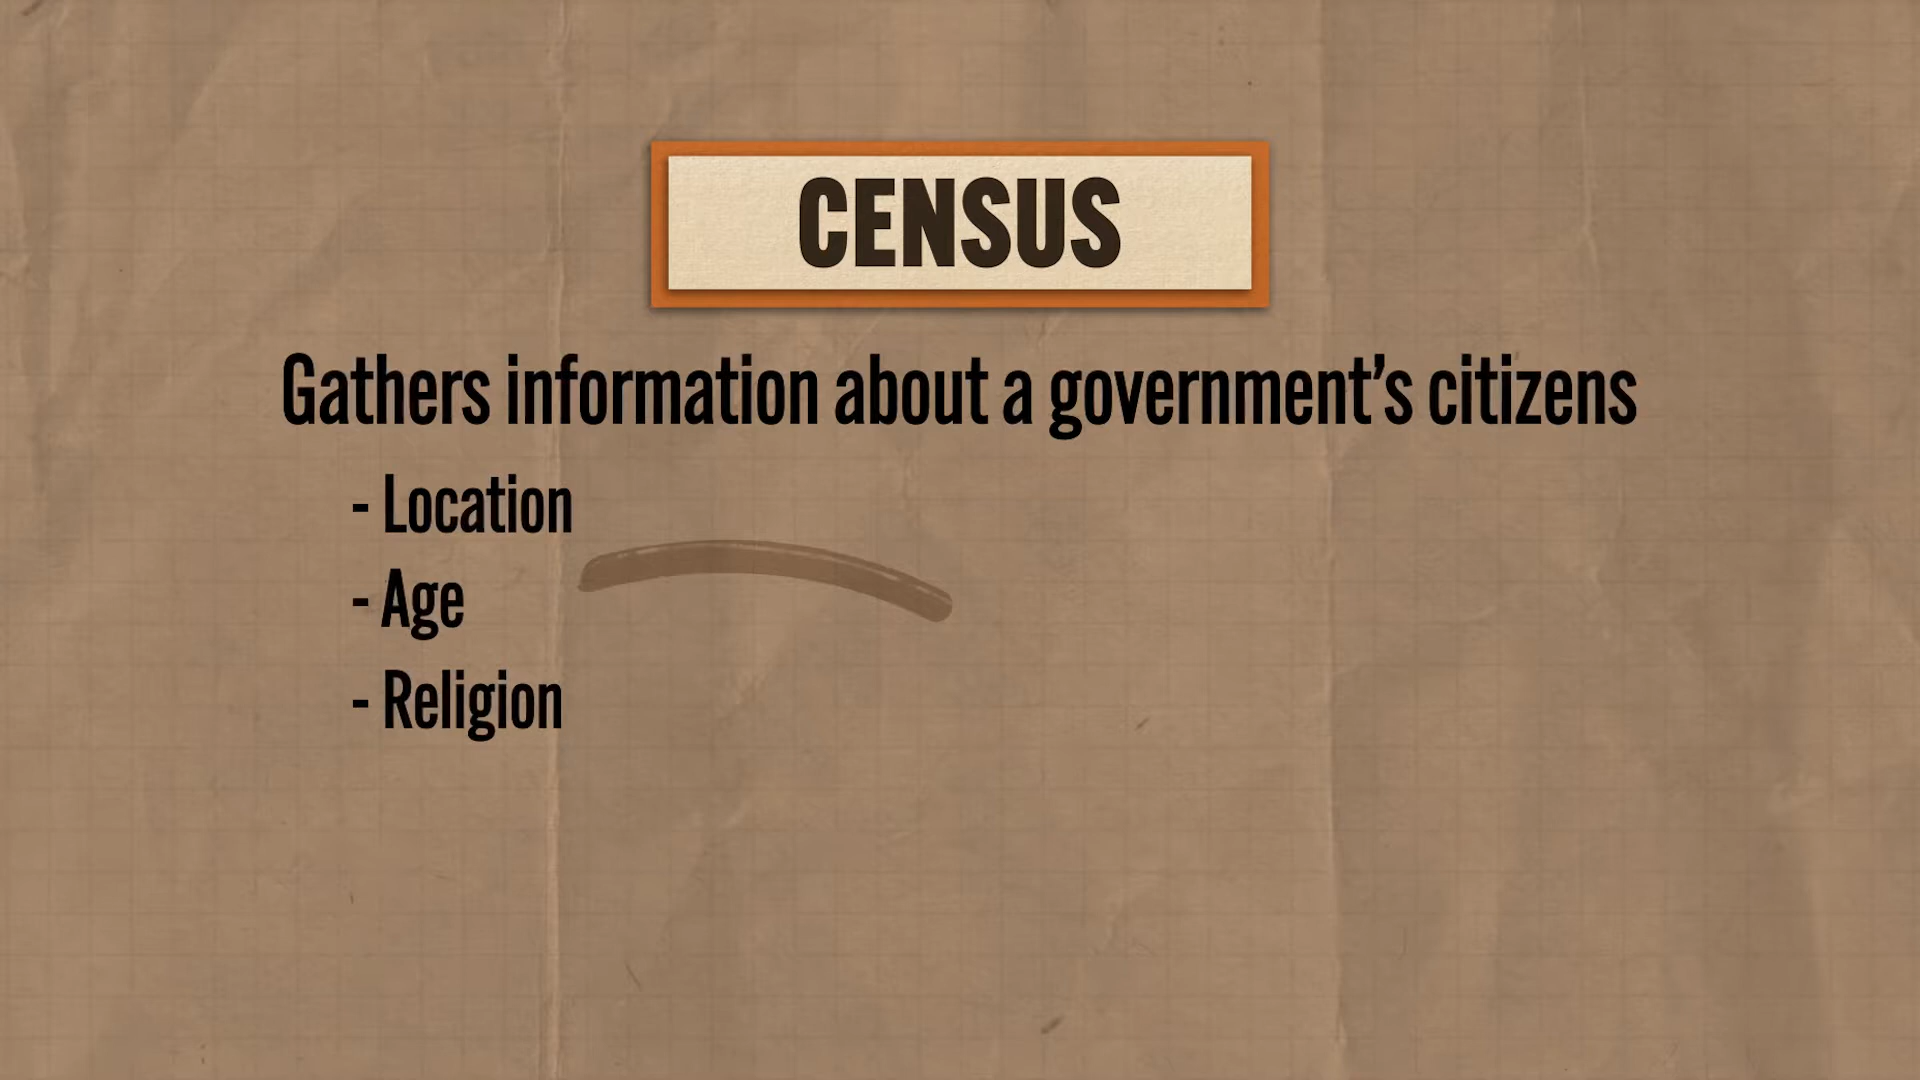 CENSUS
Gathers information about a government’s citizens
- Location
- Age
- Religion